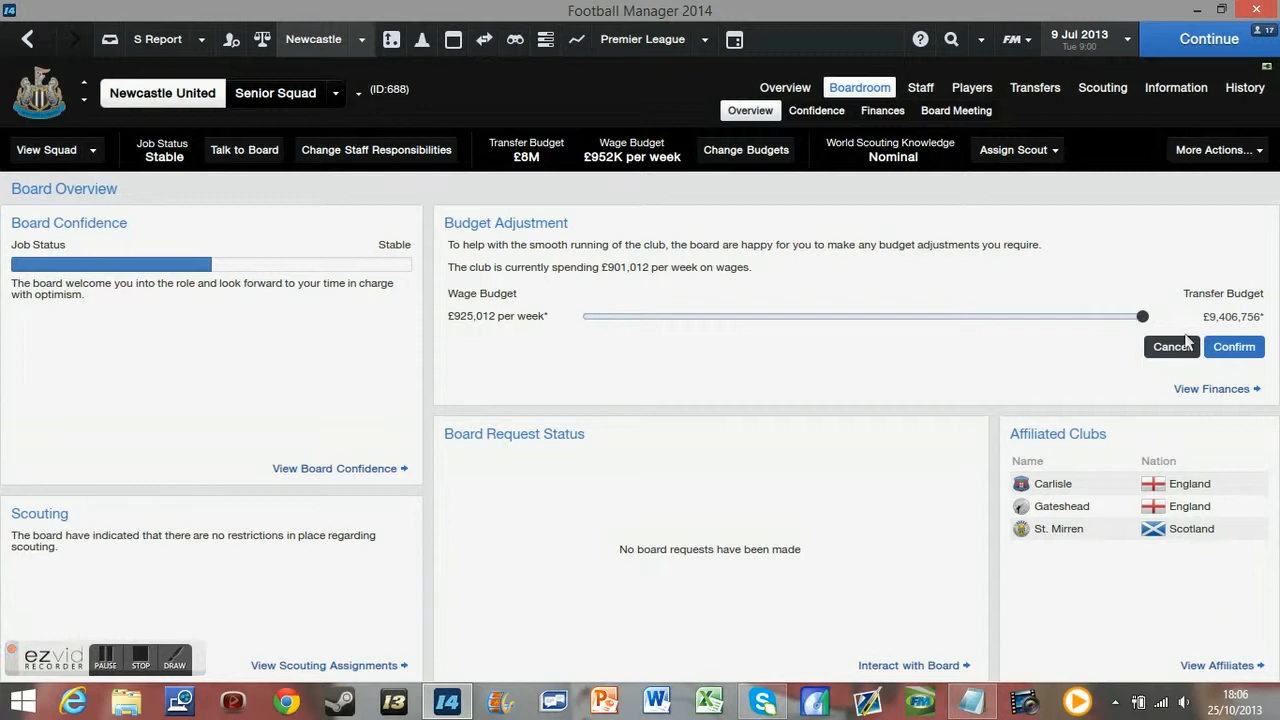 Football Manager 2014
S Report
Newcastle
Premier League
FM
9 Jul 2013
Tue 9:00
Continue
17
Newcastle United
Senior Squad
(ID:688)
Overview
Boardroom
Staff
Players
Transfers
Scouting
Information
History
Overview
Confidence
Finances
Board Meeting
View Squad
Job Status
Stable
Talk to Board
Change Staff Responsibilities
Transfer Budget
£8M
Wage Budget
£952K per week
Change Budgets
World Scouting Knowledge
Nominal
Assign Scout
More Actions...
Board Overview
Board Confidence
Job Status
Stable
The board welcome you into the role and look forward to your time in charge
with optimism.
View Board Confidence
Budget Adjustment
To help with the smooth running of the club, the board are happy for you to make any budget adjustments you require.
The club is currently spending £901,012 per week on wages.
Wage Budget
Transfer Budget
£925,012 per week*
£9,406,756*
Cancel
Confirm
View Finances
Scouting
The board have indicated that there are no restrictions in place regarding
scouting.
View Scouting Assignments
Board Request Status
No board requests have been made
Interact with Board
Affiliated Clubs
Name
Nation
Carlisle
England
Gateshead
England
St. Mirren
Scotland
View Affiliates
ezvid
RECORDER
PAUSE
STOP
DRAW
13
14
FM
18:06
25/10/2013